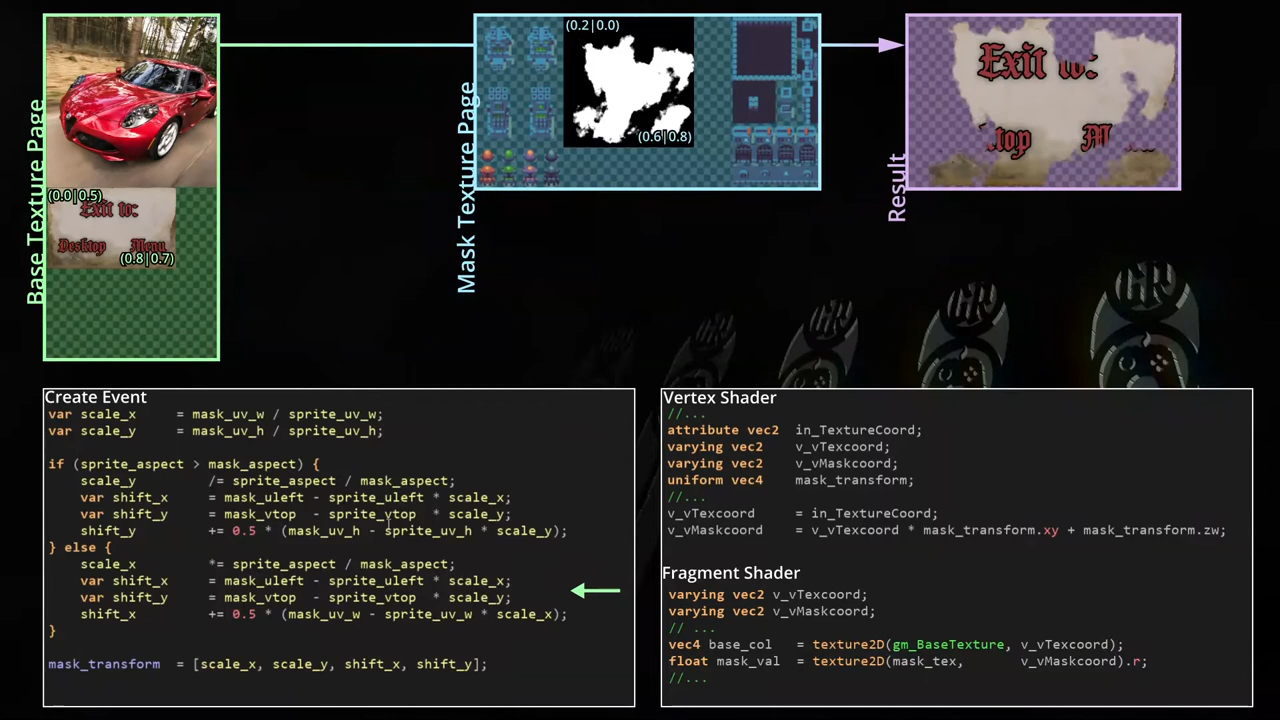 Base Texture Page
(0.0|0.5)
Exit to:
Desktop Menu
(0.8|0.7)
Mask Texture Page
(0.2|0.0)
(0.6|0.8)
Result
Exit to:
Create Event
var scale_x = mask_uv_w / sprite_uv_w;
var scale_y = mask_uv_h / sprite_uv_h;
if (sprite_aspect > mask_aspect) {
scale_y /= sprite_aspect / mask_aspect;
var shift_x = mask_uleft - sprite_uleft * scale_x;
var shift_y = mask_vtop - sprite_vtop * scale_y;
shift_y += 0.5 * (mask_uv_h - sprite_uv_h * scale_y);
} else {
scale_x *= sprite_aspect / mask_aspect;
var shift_x = mask_uleft - sprite_uleft * scale_x;
var shift_y = mask_vtop - sprite_vtop * scale_y;
shift_x += 0.5 * (mask_uv_w - sprite_uv_w * scale_x);
}
mask_transform = [scale_x, scale_y, shift_x, shift_y];
Vertex Shader
//...
attribute vec2 in_TextureCoord;
varying vec2 v_vTexcoord;
varying vec2 v_vMaskcoord;
uniform vec4 mask_transform;
//...
v_vTexcoord = in_TextureCoord;
v_vMaskcoord = v_vTexcoord * mask_transform.xy + mask_transform.zw;
Fragment Shader
varying vec2 v_vTexcoord;
varying vec2 v_vMaskcoord;
// ...
vec4 base_col = texture2D(gm_BaseTexture, v_vTexcoord);
float mask_val = texture2D(mask_tex, v_vMaskcoord).r;
//...